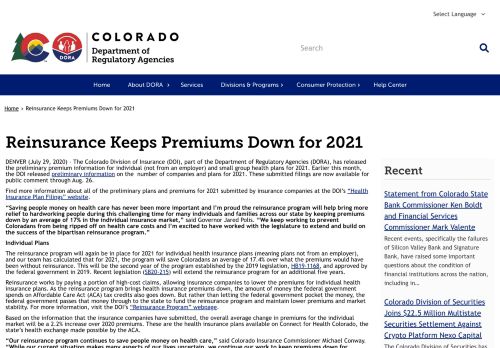 Select Language
COLORADO
Department of
Regulatory Agencies
DORA
Search
Home
About DORA
Services
Divisions & Programs
Consumer Protection
Help Center
Home » Reinsurance Keeps Premiums Down for 2021
Reinsurance Keeps Premiums Down for 2021
DENVER (July 29, 2020) - The Colorado Division of Insurance (DOI), part of the Department of Regulatory Agencies (DORA), has
released the preliminary premium information for individual (not from an employer) and small group health plans for 2021. Earlier this month,
the DOI released preliminary information on the number of companies and plans for 2021. These submitted filings are now available for
public comment through Aug. 26.
Find more information about all of the preliminary plans and premiums for 2021 submitted by insurance companies at the DOI's "Health
Insurance Plan Filings" website.
"Saving people money on health care has never been more important and I'm proud the reinsurance program will help bring more
relief to hardworking people during this challenging time for many individuals and families across our state by keeping premiums
down by an average of 17% in the individual insurance market," said Governor Jared Polis. "We keep working to prevent
Coloradans from being ripped off on health care costs and I'm excited to have worked with the legislature to extend and build on
the success of the bipartisan reinsurance program."
Individual Plans
The reinsurance program will again be in place for 2021 for individual health insurance plans (meaning plans not from an employer),
and our team has calculated that for 2021, the program will save Coloradans an average of 17.4% over what the premiums would have
been without reinsurance. This will be the second year of the program established by the 2019 legislation, HB19-1168, and approved by
the federal government in 2019. Recent legislation (SB20-215) will extend the reinsurance program for an additional five years.
Reinsurance works by paying a portion of high-cost claims, allowing insurance companies to lower the premiums for individual health
insurance plans. As the reinsurance program brings health insurance premiums down, the amount of money the federal government
spends on Affordable Care Act (ACA) tax credits also goes down. But rather than letting the federal government pocket the money, the
federal government passes that money through to the state to fund the reinsurance program and maintain lower premiums and market
stability. For more information, visit the DOI's "Reinsurance Program" webpage.
Based on the information that the insurance companies have submitted, the overall average change in premiums for the individual
market will be a 2.2% increase over 2020 premiums. These are the health insurance plans available on Connect for Health Colorado, the
state's health exchange made possible by the ACA.
"Our reinsurance program continues to save people money on health care," said Colorado Insurance Commissioner Michael Conway.
Recent
Statement from Colorado State
Bank Commissioner Ken Boldt
and Financial Services
Commissioner Mark Valente
Recent events, specifically the failures
of Silicon Valley Bank and Signature
Bank, have raised some important
questions about the condition of
financial institutions across the nation,
including in...
Colorado Division of Securities
Joins $22.5 Million Multistate
Securities Settlement Against
Crypto Platform Nexo Capital
The Colorado Division of Securities has